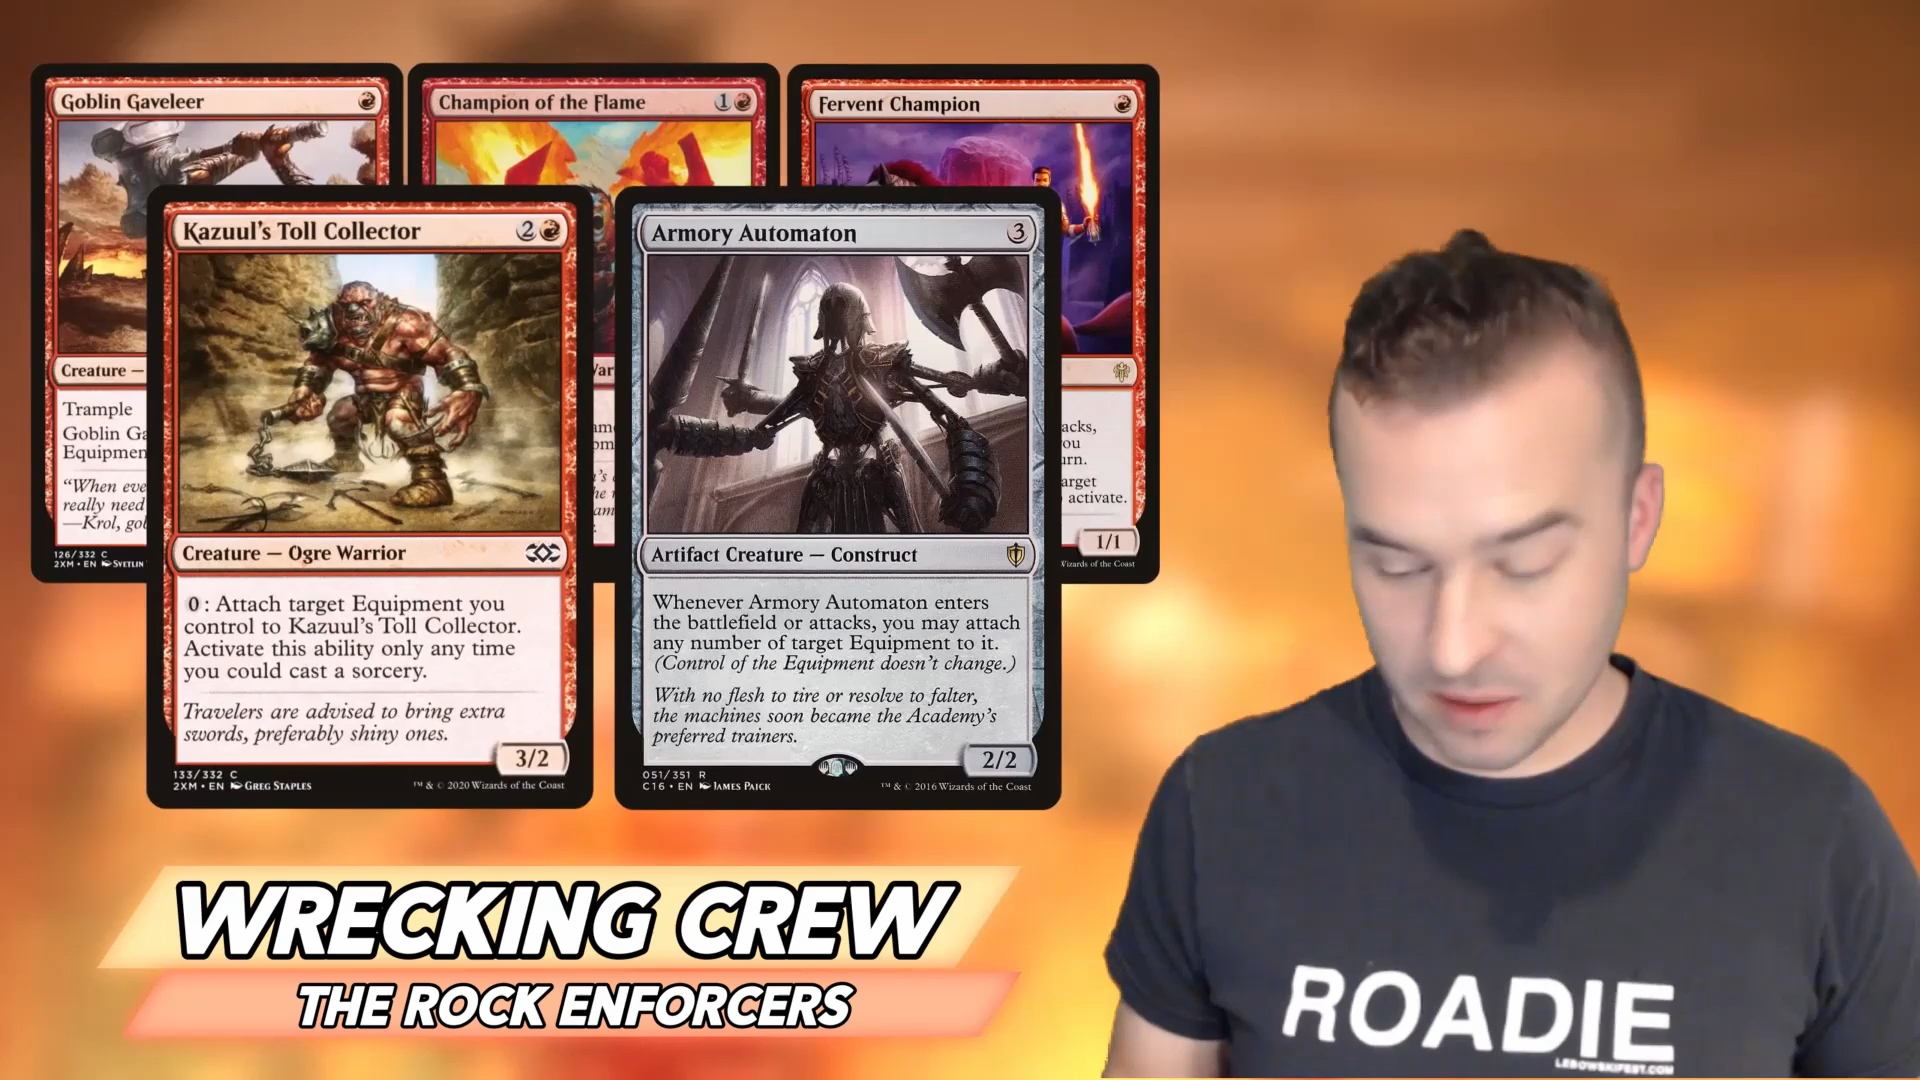 Goblin Gaveleer
Creature —
Trample
Goblin Ga
Equipmen
“When eve
really need
—Krol, gob
126/332 C
2XM • EN SVETLIN
Champion of the Flame 1
Fervent Champion
acks,
ou
urn.
arget
activate.
1/1
Wizards of the Coast
Kazuul's Toll Collector 2
Creature — Ogre Warrior
0: Attach target Equipment you
control to Kazuul's Toll Collector.
Activate this ability only any time
you could cast a sorcery.
Travelers are advised to bring extra
swords, preferably shiny ones.
3/2
133/332 C
2XM • EN GREG STAPLES
™ & © 2020 Wizards of the Coast
Armory Automaton 3
Artifact Creature — Construct
Whenever Armory Automaton enters
the battlefield or attacks, you may attach
any number of target Equipment to it.
(Control of the Equipment doesn't change.)
With no flesh to tire or resolve to falter,
the machines soon became the Academy's
preferred trainers.
2/2
051/351 R
C16 • EN JAMES PAICK
™ & © 2016 Wizards of the Coast
WRECKING CREW
THE ROCK ENFORCERS
ROADIE
LEBOWSKIFEST.COM